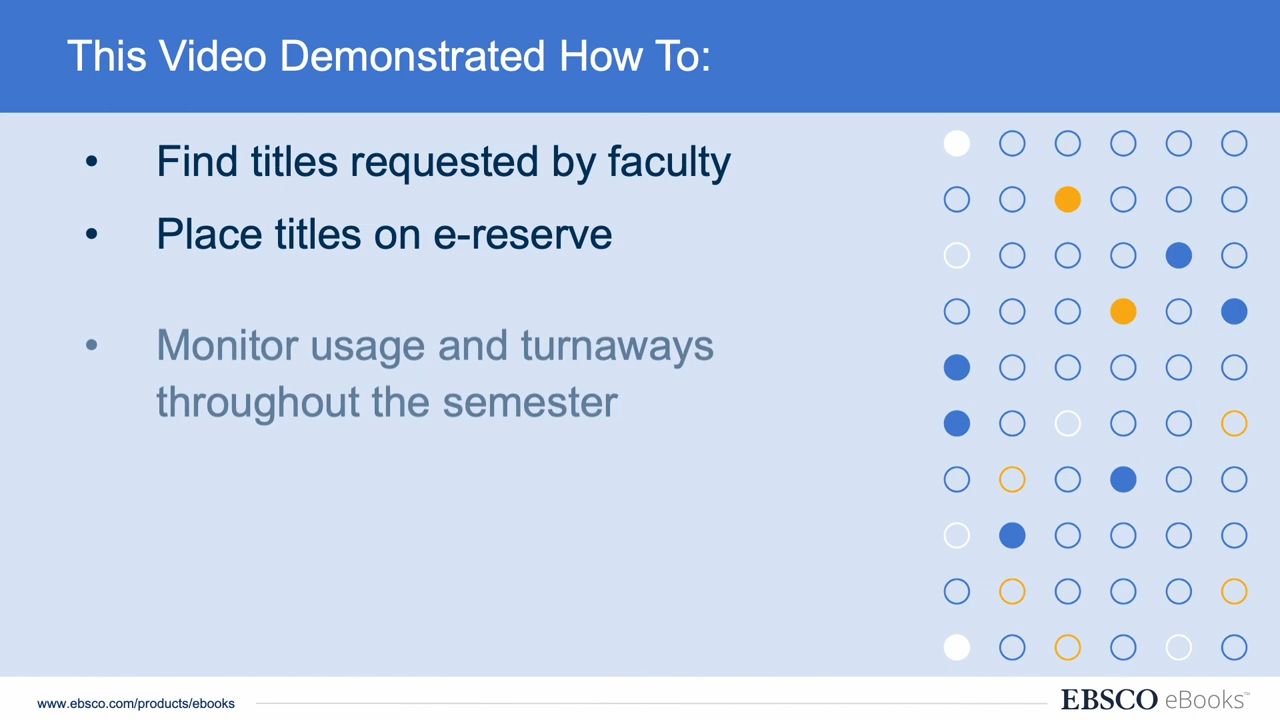 This Video Demonstrated How To:
• Find titles requested by faculty
• Place titles on e-reserve
• Monitor usage and turnaways
throughout the semester
www.ebsco.com/products/ebooks
EBSCO eBooks™